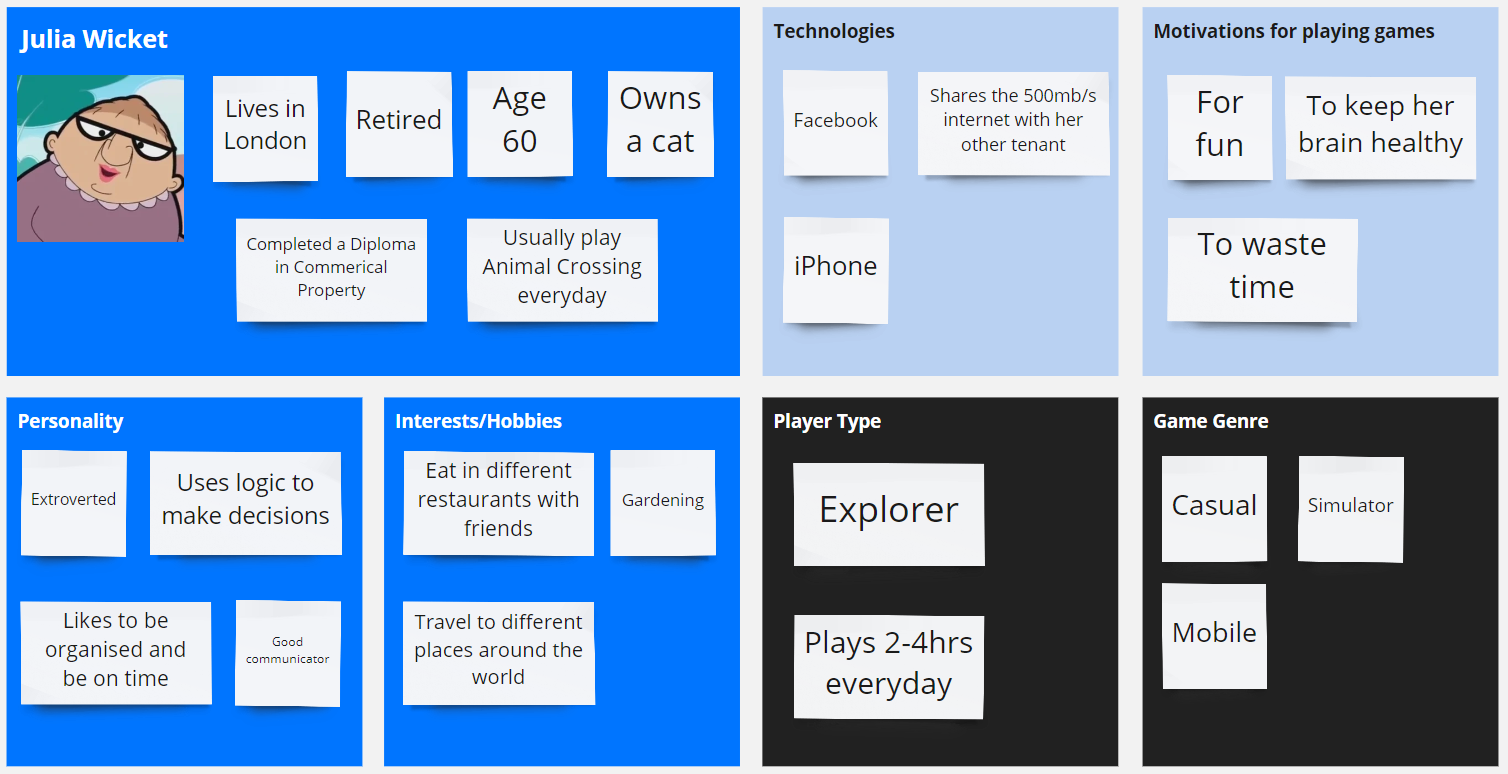 Julia Wicket
Lives in
London
Retired
Age
60
Owns
a cat
Completed a Diploma
in Commerical
Property
Usually play
Animal Crossing
everyday
Technologies
Facebook
Shares the 500mb/s
internet with her
other tenant
iPhone
Motivations for playing games
For
fun
To keep her
brain healthy
To waste
time
Personality
Extroverted
Uses logic to
make decisions
Likes to be
organised and
be on time
Good
communicator
Interests/Hobbies
Eat in different
restaurants with
friends
Gardening
Travel to different
places around the
world
Player Type
Explorer
Plays 2-4hrs
everyday
Game Genre
Casual
Simulator
Mobile